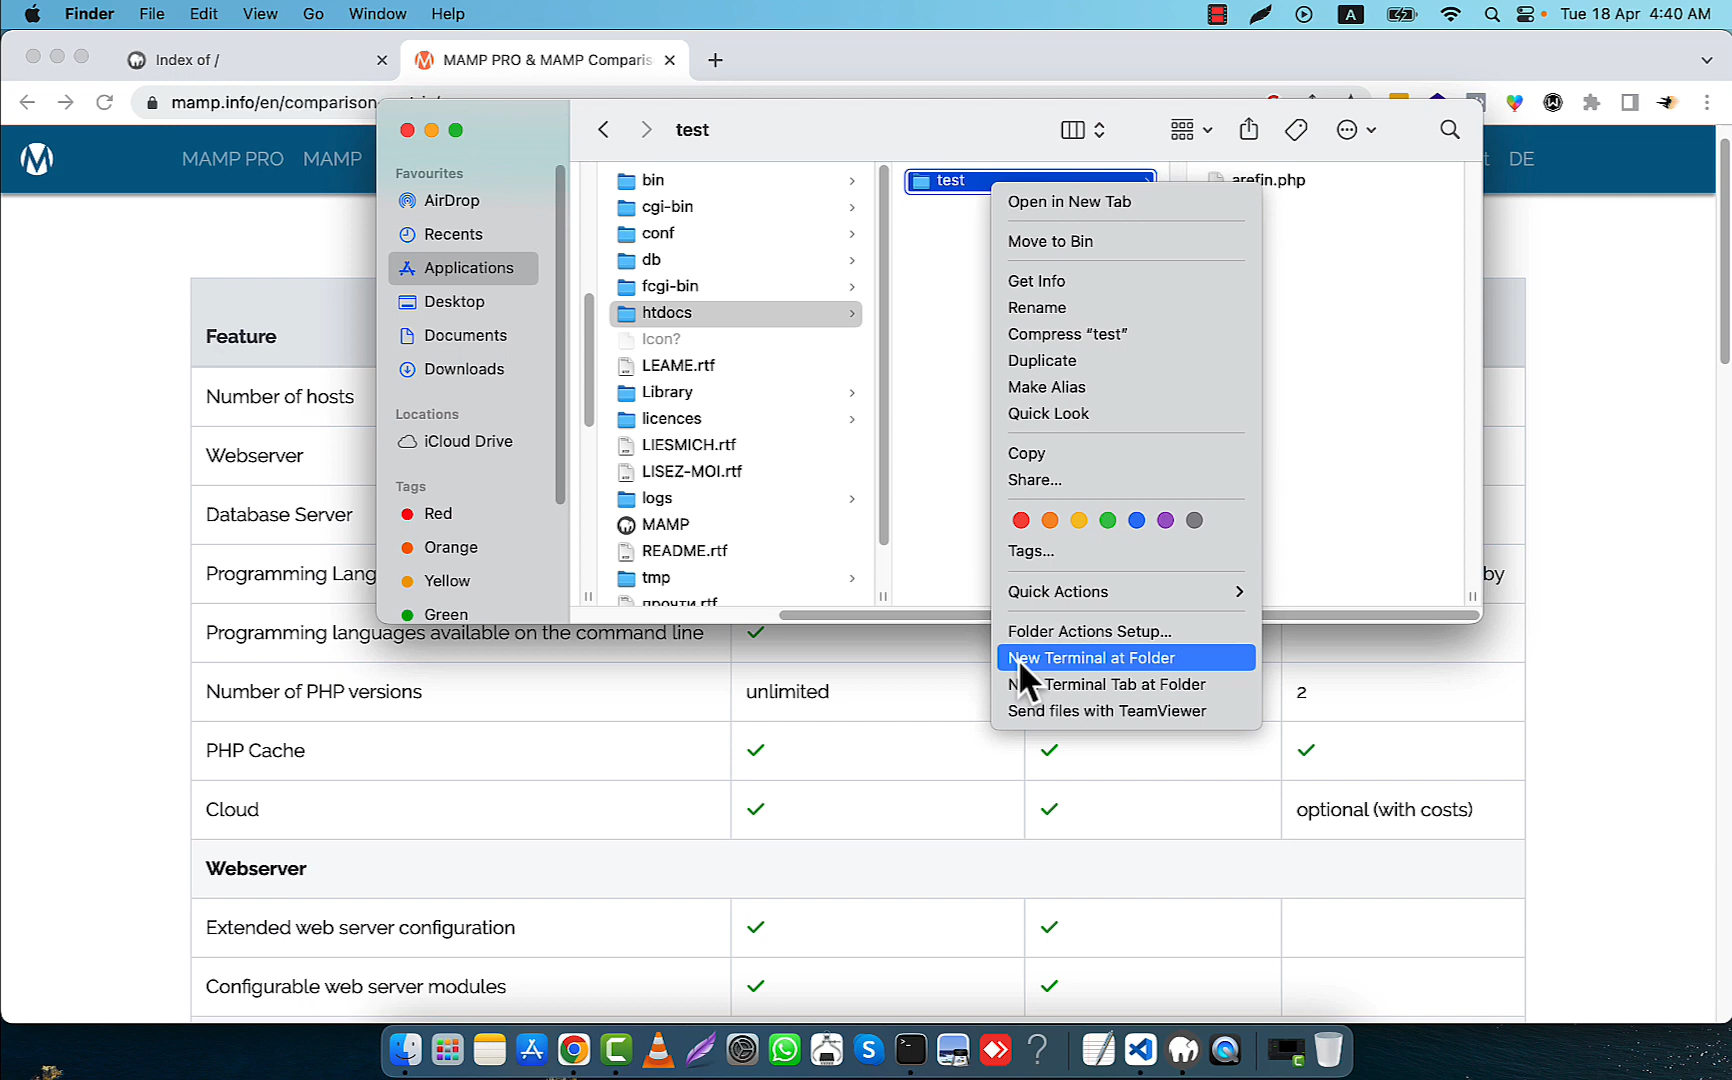 Finder File Edit View Go Window Help
A
Tue 18 Apr 4:40 AM
Index of /
MAMP PRO & MAMP Comparis
mamp.info/en/comparison
MAMP PRO MAMP
DE
test
Favourites
AirDrop
Recents
Applications
Desktop
Documents
Downloads
Locations
iCloud Drive
Tags
Red
Orange
Yellow
Green
bin
cgi-bin
conf
db
fcgi-bin
htdocs
Icon?
LEAME.rtf
Library
licences
LIESMICH.rtf
LISEZ-MOI.rtf
logs
MAMP
README.rtf
tmp
прочти.rtf
test
arefin.php
Open in New Tab
Move to Bin
Get Info
Rename
Compress “test”
Duplicate
Make Alias
Quick Look
Copy
Share...
Tags...
Quick Actions
Folder Actions Setup...
New Terminal at Folder
Terminal Tab at Folder
Send files with TeamViewer
Feature
Number of hosts
Webserver
Database Server
Programming Lang
by
Programming languages available on the command line
Number of PHP versions unlimited 2
PHP Cache
Cloud optional (with costs)
Webserver
Extended web server configuration
Configurable web server modules